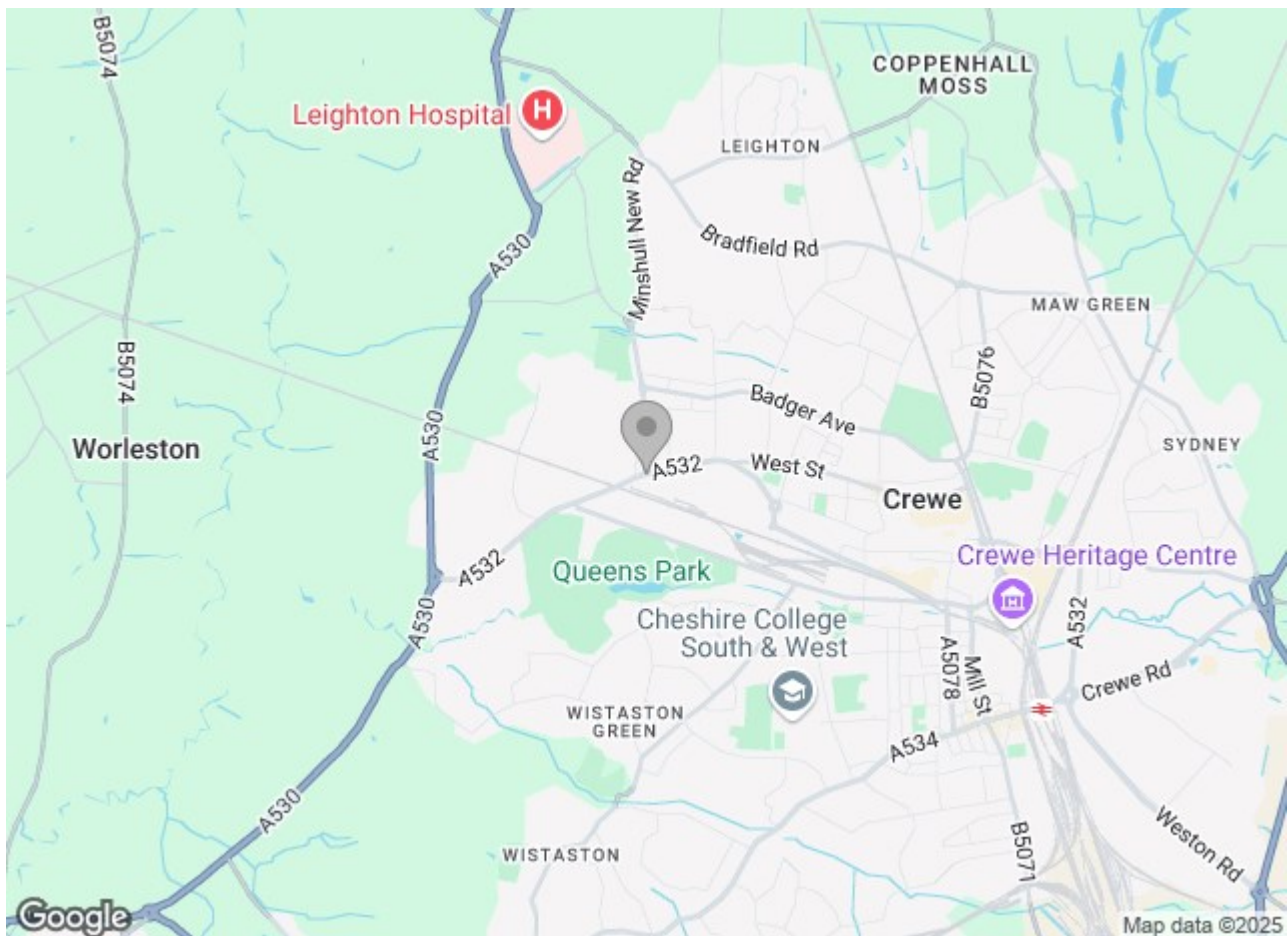 B5074
COPPENHALL
MOSS
Leighton Hospital
H
LEIGHTON
Minshull New Rd
Bradfield Rd
A530
MAW GREEN
B5074
B5076
Badger Ave
A530
Worleston
SYDNEY
A532
West St
Crewe
A532
Queens Park
Crewe Heritage Centre
A530
Cheshire College
South & West
A532
A5078
Mill St
Crewe Rd
WISTASTON
GREEN
A534
A530
Weston Rd
B5071
WISTASTON
Google
Map data ©2025